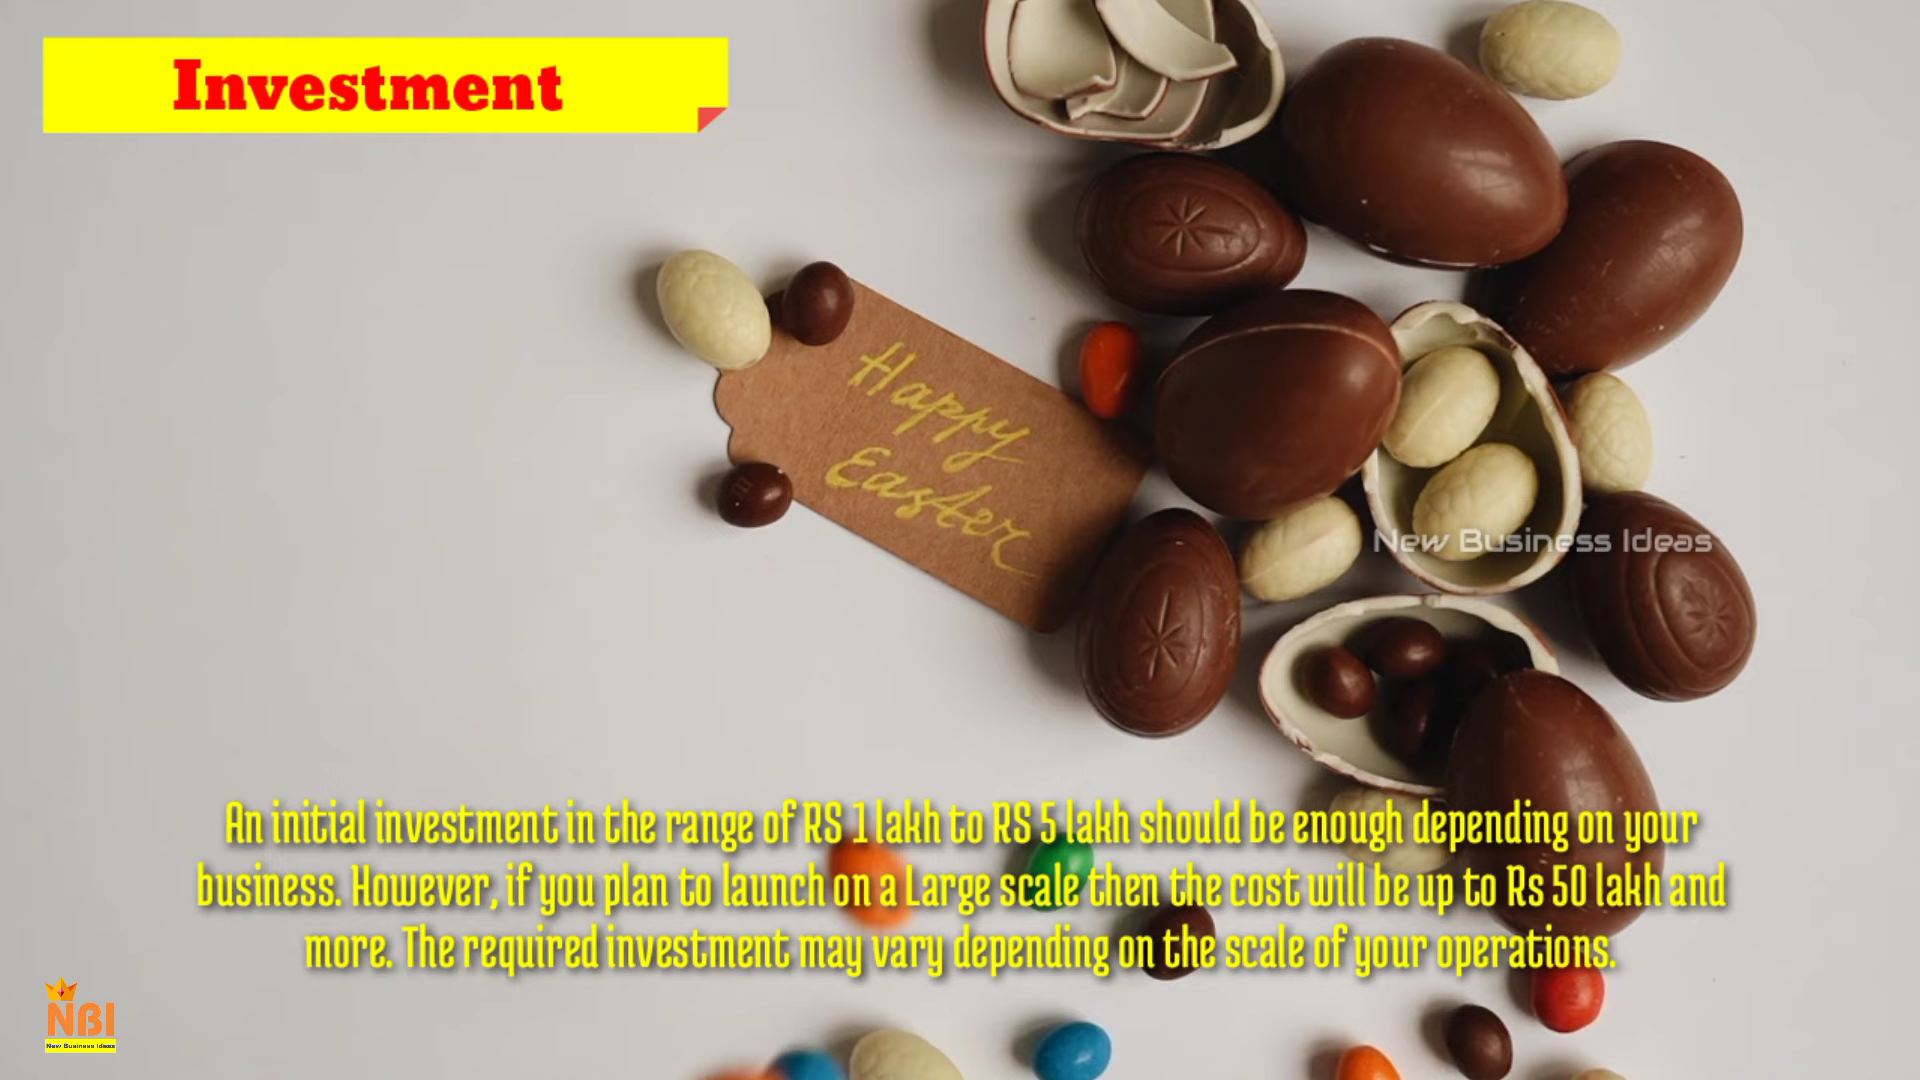 Investment
Happy
Easter
New Business Ideas
An initial investment in the range of RS 1 lakh to RS 5 lakh should be enough depending on your
business. However, if you plan to launch on a Large scale then the cost will be up to Rs 50 lakh and
more. The required investment may vary depending on the scale of your operations.
NBI
New Business Ideas